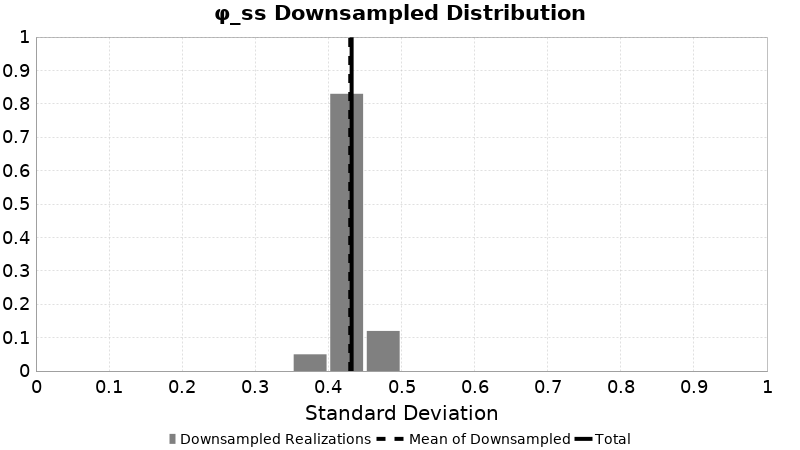 φ_ss Downsampled Distribution
1
0.9
0.8
0.7
0.6
0.5
0.4
0.3
0.2
0.1
0
0 0.1 0.2 0.3 0.4 0.5 0.6 0.7 0.8 0.9 1
Standard Deviation
Downsampled Realizations Mean of Downsampled Total